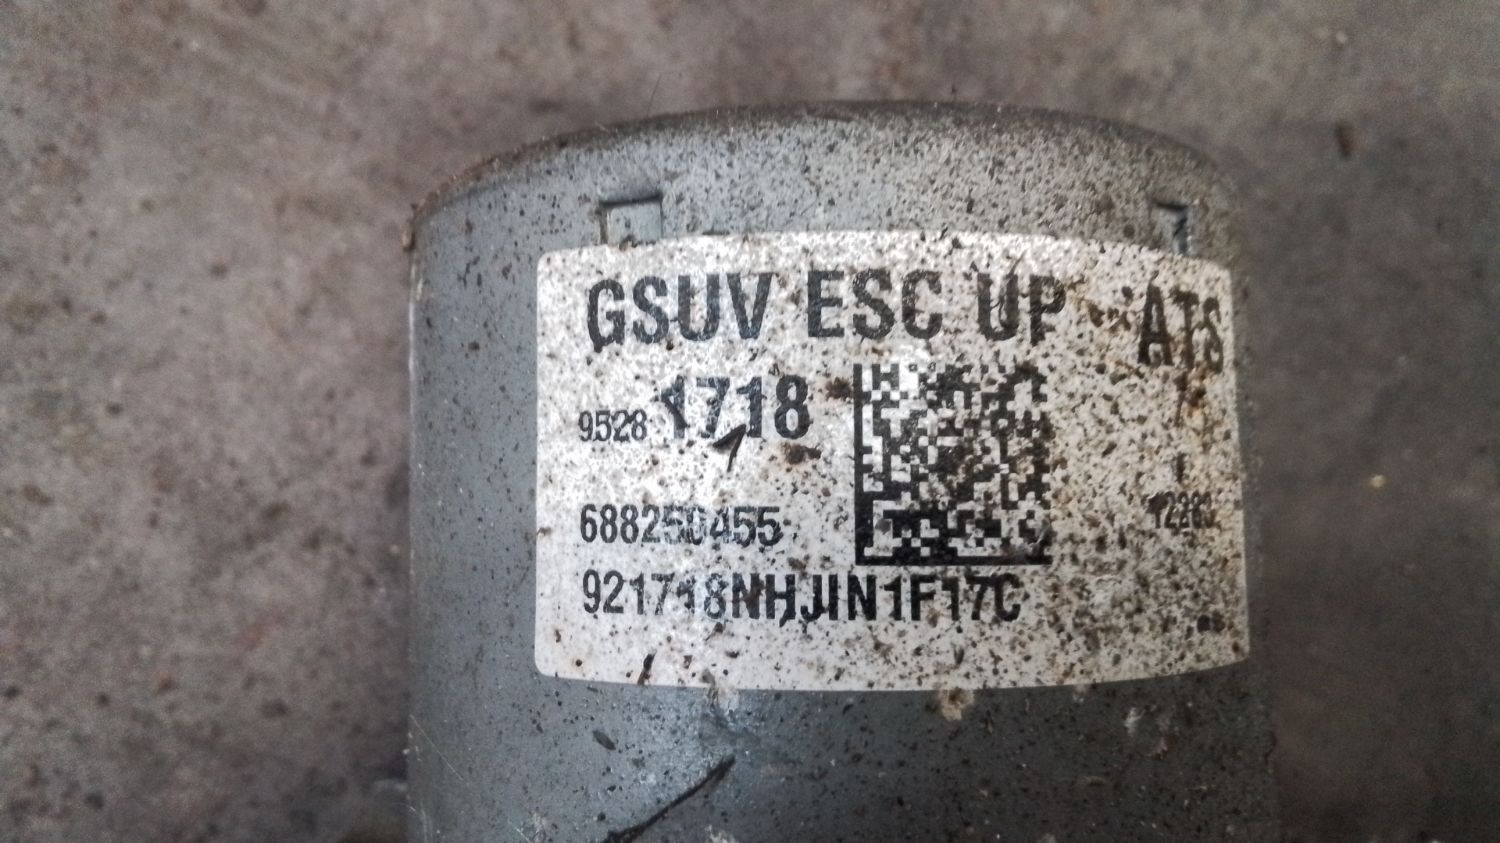 GSUV ESC UP ATS
9528 1718
688250455
921718NHJIN1F17C